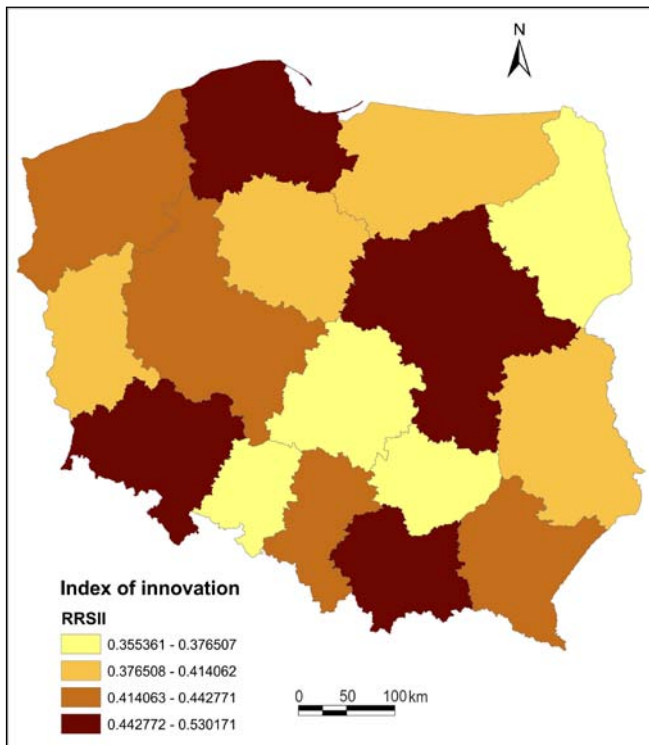 N
Index of innovation
RRSII
0.355361 - 0.376507
0.376508 - 0.414062
0.414063 - 0.442771
0.442772 - 0.530171
0 50 100 km